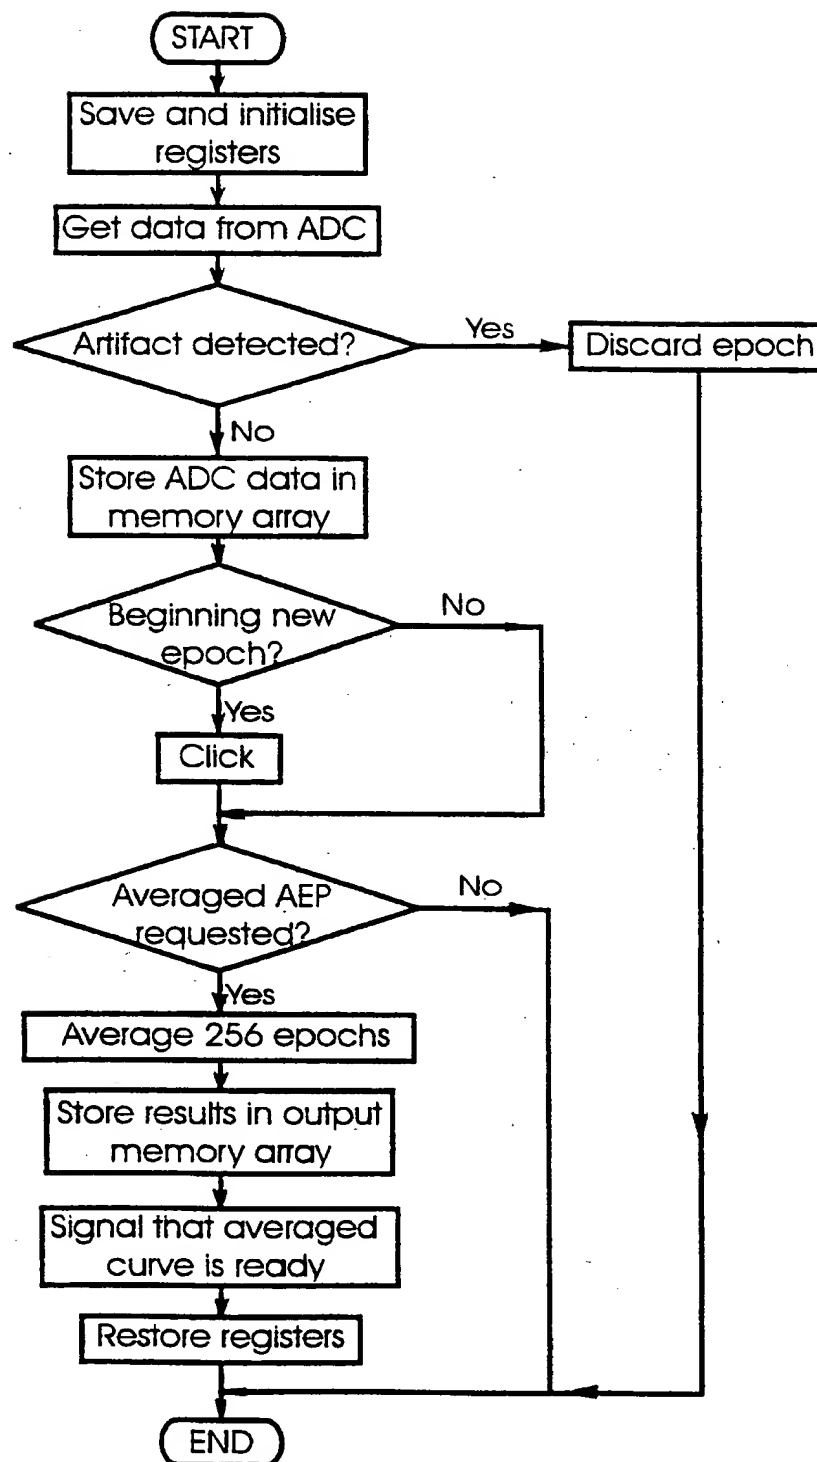 START
Save and initialise
registers
Get data from ADC
Artifact detected?
Yes
Discard epoch
No
Store ADC data in
memory array
Beginning new
epoch?
No
Yes
Click
Averaged AEP
requested?
No
Yes
Average 256 epochs
Store results in output
memory array
Signal that averaged
curve is ready
Restore registers
END